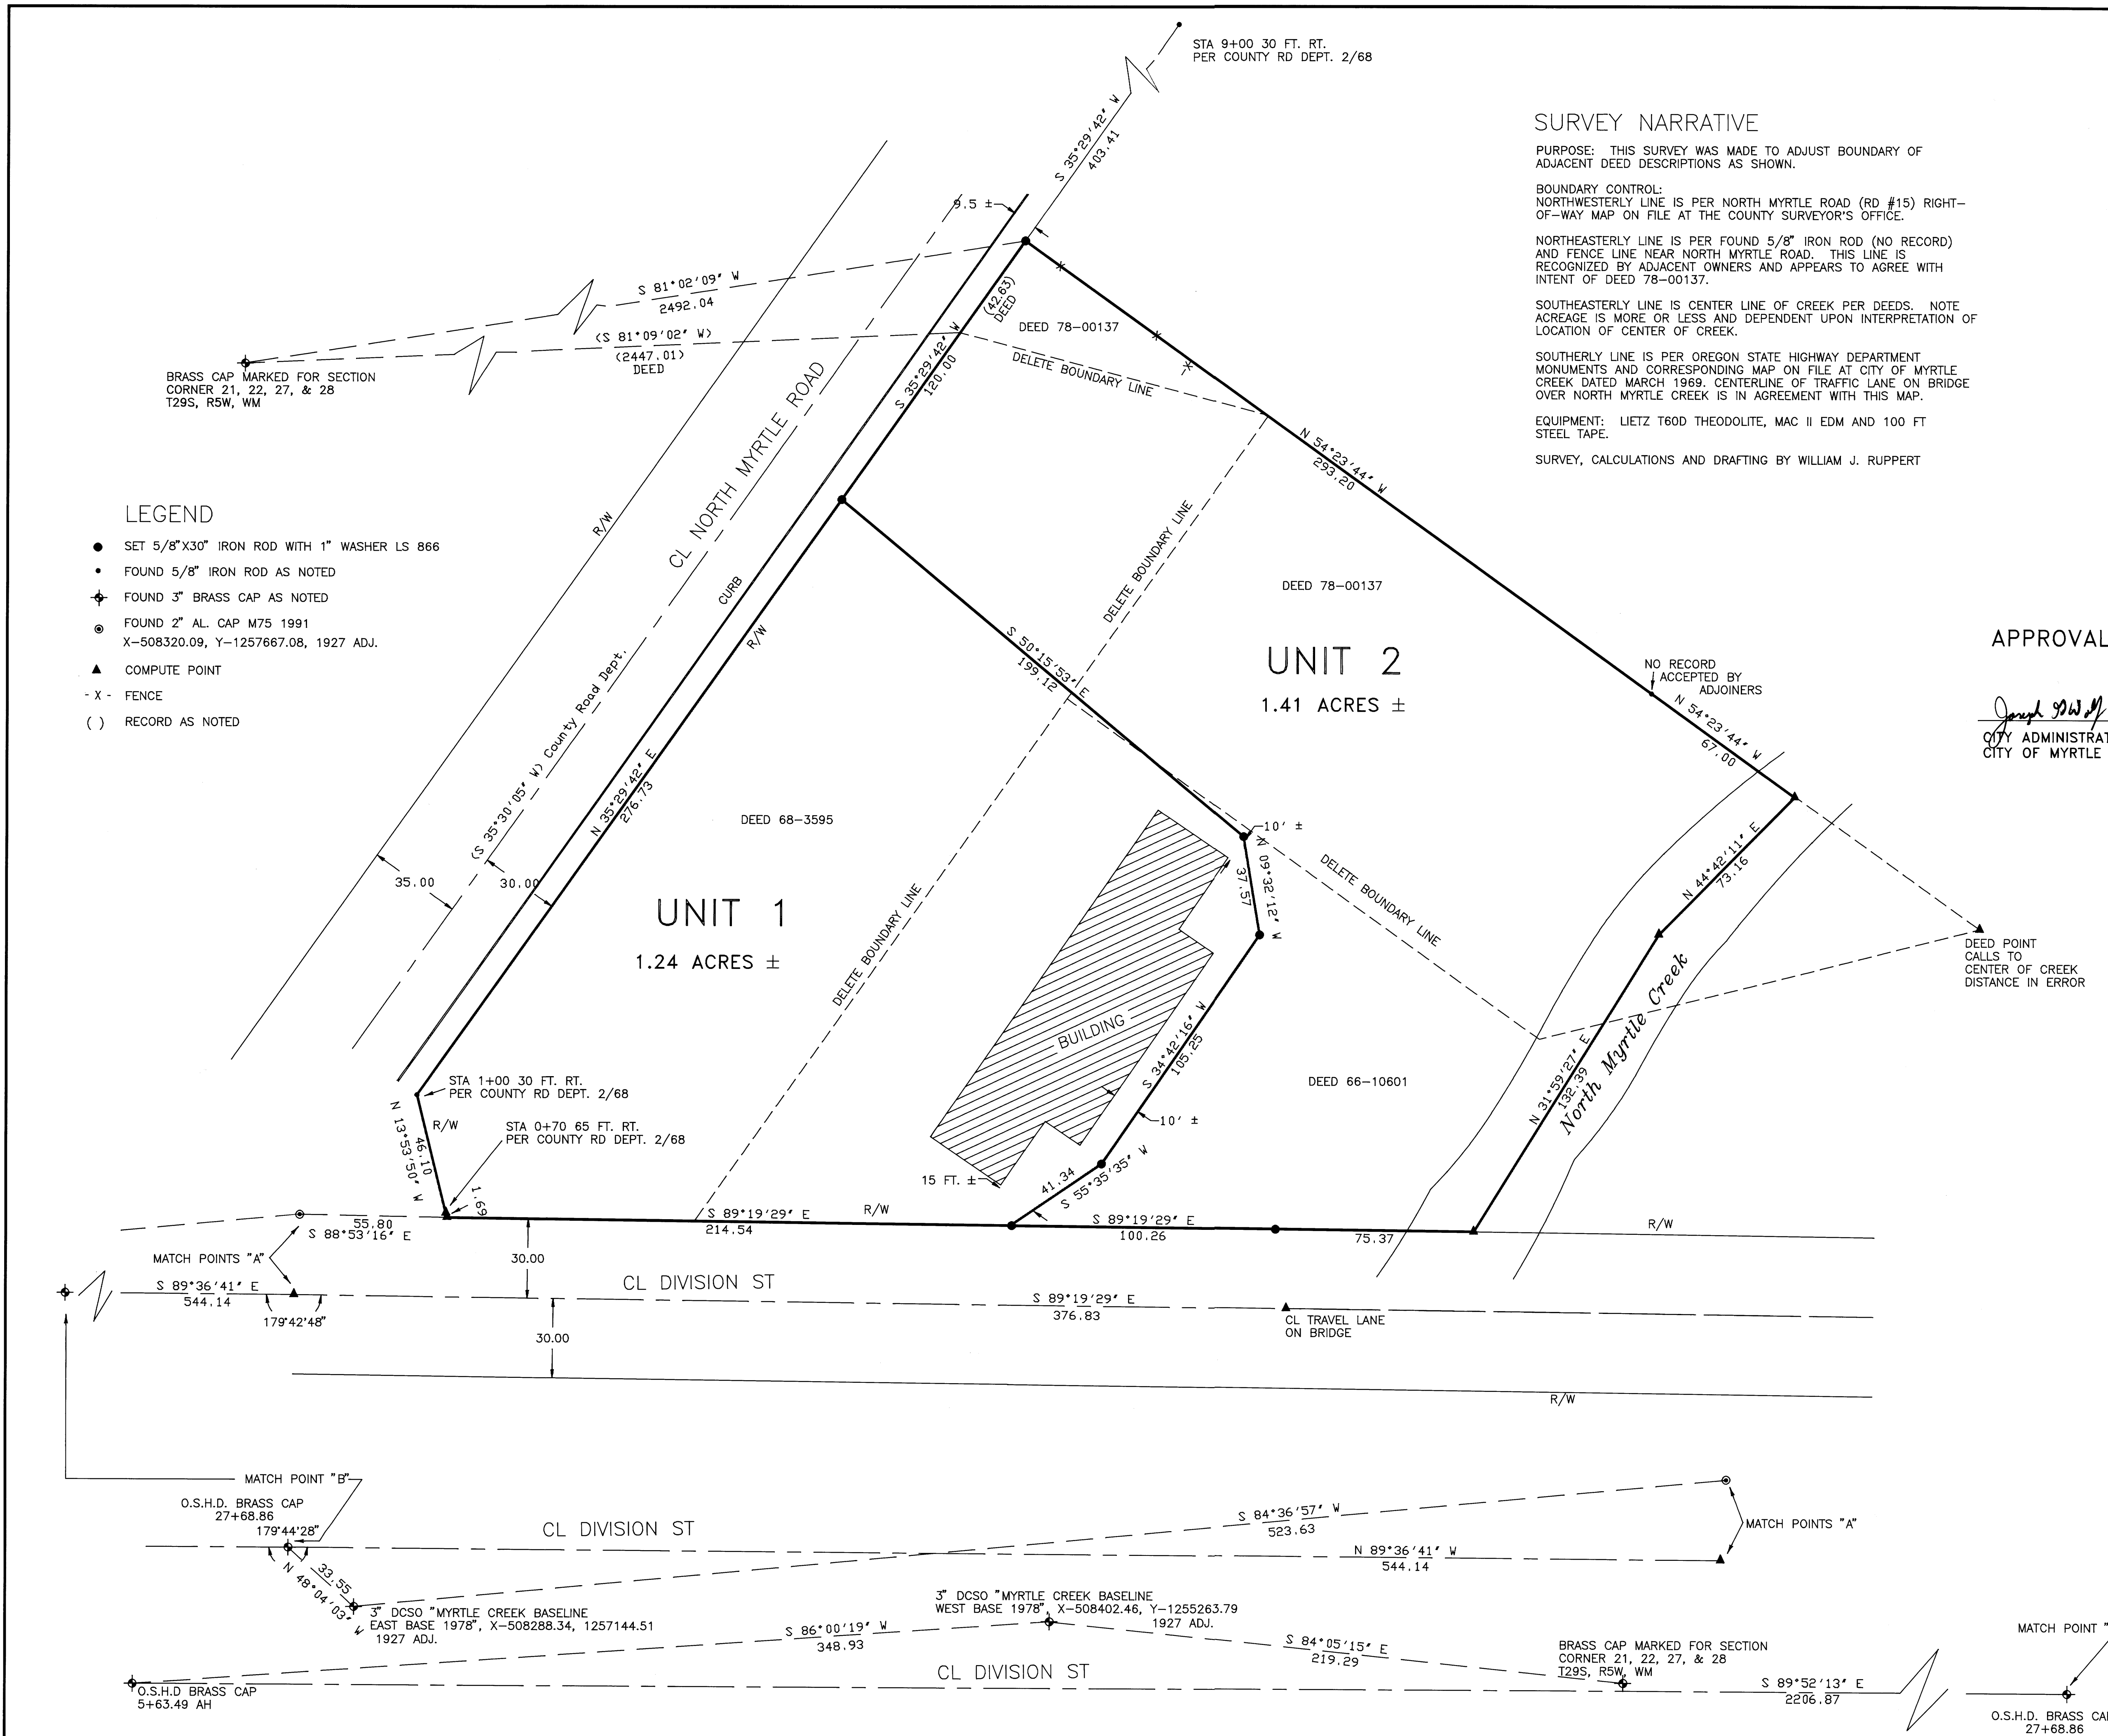 STA 9+00 30 FT. RT.
PER COUNTY RD DEPT. 2/68
S 35°29'42" W
403.41
9.5 ±
SURVEY NARRATIVE
PURPOSE: THIS SURVEY WAS MADE TO ADJUST BOUNDARY OF
ADJACENT DEED DESCRIPTIONS AS SHOWN.
BOUNDARY CONTROL:
NORTHWESTERLY LINE IS PER NORTH MYRTLE ROAD (RD #15) RIGHT-
OF-WAY MAP ON FILE AT THE COUNTY SURVEYOR'S OFFICE.
NORTHEASTERLY LINE IS PER FOUND 5/8" IRON ROD (NO RECORD)
AND FENCE LINE NEAR NORTH MYRTLE ROAD. THIS LINE IS
RECOGNIZED BY ADJACENT OWNERS AND APPEARS TO AGREE WITH
INTENT OF DEED 78-00137.
SOUTHEASTERLY LINE IS CENTER LINE OF CREEK PER DEEDS. NOTE
ACREAGE IS MORE OR LESS AND DEPENDENT UPON INTERPRETATION OF
LOCATION OF CENTER OF CREEK.
SOUTHERLY LINE IS PER OREGON STATE HIGHWAY DEPARTMENT
MONUMENTS AND CORRESPONDING MAP ON FILE AT CITY OF MYRTLE
CREEK DATED MARCH 1969. CENTERLINE OF TRAFFIC LANE ON BRIDGE
OVER NORTH MYRTLE CREEK IS IN AGREEMENT WITH THIS MAP.
EQUIPMENT: LIETZ T60D THEODOLITE, MAC II EDM AND 100 FT
STEEL TAPE.
SURVEY, CALCULATIONS AND DRAFTING BY WILLIAM J. RUPPERT
S 81°02'09" W
2492.04
(S 81°09'02" W)
(2447.01)
DEED
BRASS CAP MARKED FOR SECTION
CORNER 21, 22, 27, & 28
T29S, R5W, WM
(42.63)
DEED
DEED 78-00137
DELETE BOUNDARY LINE
S 35°29'42" W
120.00
X
N 54°23'44" W
293.20
LEGEND
SET 5/8"X30" IRON ROD WITH 1" WASHER LS 866
FOUND 5/8" IRON ROD AS NOTED
FOUND 3" BRASS CAP AS NOTED
FOUND 2" AL. CAP M75 1991
X-508320.09, Y-1257667.08, 1927 ADJ.
COMPUTE POINT
- X - FENCE
( ) RECORD AS NOTED
R/W
CL NORTH MYRTLE ROAD
CURB
R/W
(S 35°30'05" W) County Road Dept.
N 35°29'42" E
276.73
35.00
30.00
DELETE BOUNDARY LINE
DEED 78-00137
UNIT 2
1.41 ACRES ±
S 50°15'53" E
199.12
NO RECORD
ACCEPTED BY
ADJOINERS
N 54°23'44" W
67.00
APPROVAL
CITY ADMINISTRAT
CITY OF MYRTLE
DEED 68-3595
UNIT 1
1.24 ACRES ±
DELETE BOUNDARY LINE
10' ±
N 09°32'12" W
37.57
DELETE BOUNDARY LINE
N 44°42'11" E
73.16
DEED POINT
CALLS TO
CENTER OF CREEK
DISTANCE IN ERROR
BUILDING
S 34°42'16" W
105.25
10' ±
DEED 66-10601
N 31°59'27" E
132.39
North Myrtle Creek
STA 1+00 30 FT. RT.
PER COUNTY RD DEPT. 2/68
R/W
STA 0+70 65 FT. RT.
PER COUNTY RD DEPT. 2/68
46.10
N 13°53'50" W
1.69
15 FT. ±
41.34
S 55°35'35" W
55.80
S 88°53'16" E
S 89°19'29" E
214.54
R/W
S 89°19'29" E
100.26
75.37
R/W
MATCH POINTS "A"
30.00
S 89°36'41" E
544.14
179°42'48"
CL DIVISION ST
S 89°19'29" E
376.83
CL TRAVEL LANE
ON BRIDGE
30.00
R/W
MATCH POINT "B"
O.S.H.D. BRASS CAP
27+68.86
179°44'28"
CL DIVISION ST
S 84°36'57" W
523.63
MATCH POINTS "A"
N 89°36'41" W
544.14
33.55
N 48°04'03" W
3" DCSO "MYRTLE CREEK BASELINE
EAST BASE 1978", X-508288.34, 1257144.51
1927 ADJ.
3" DCSO "MYRTLE CREEK BASELINE
WEST BASE 1978", X-508402.46, Y-1255263.79
1927 ADJ.
S 86°00'19" W
348.93
S 84°05'15" E
219.29
BRASS CAP MARKED FOR SECTION
CORNER 21, 22, 27, & 28
T29S, R5W, WM
MATCH POINT "
O.S.H.D BRASS CAP
5+63.49 AH
CL DIVISION ST
S 89°52'13" E
2206.87
O.S.H.D. BRASS CAP
27+68.86